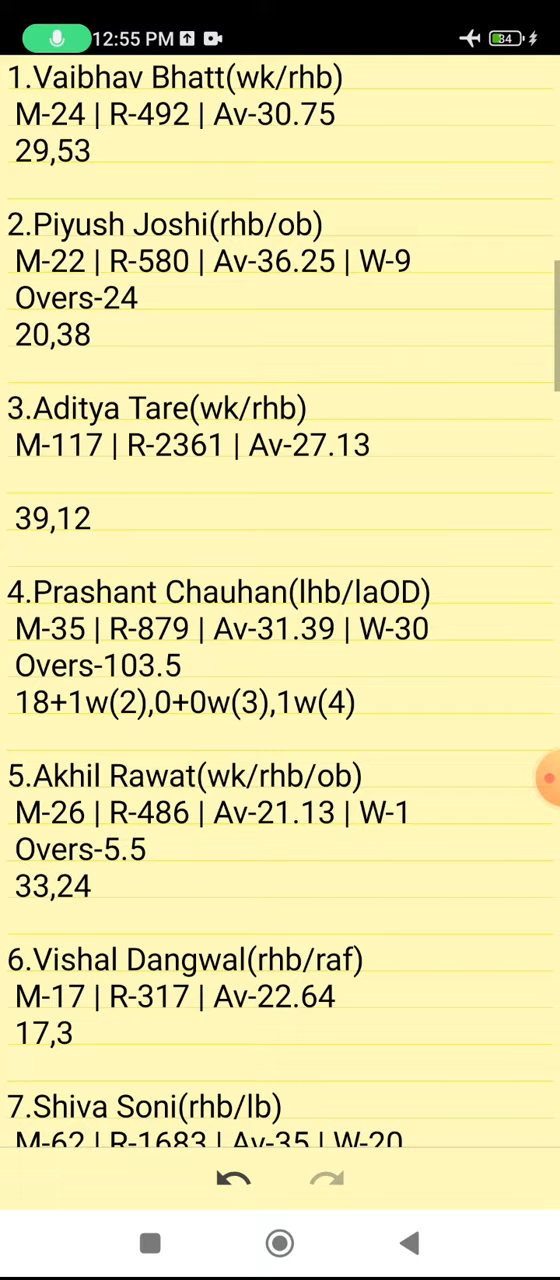 12:55 PM
84
1.Vaibhav Bhatt(wk/rhb)
M-24 | R-492 | Av-30.75
29,53
2.Piyush Joshi(rhb/ob)
M-22 | R-580 | Av-36.25 | W-9
Overs-24
20,38
3.Aditya Tare(wk/rhb)
M-117 | R-2361 | Av-27.13
39,12
4.Prashant Chauhan(lhb/laOD)
M-35 | R-879 | Av-31.39 | W-30
Overs-103.5
18+1w(2),0+0w(3),1w(4)
5.Akhil Rawat(wk/rhb/ob)
M-26 | R-486 | Av-21.13 | W-1
Overs-5.5
33,24
6.Vishal Dangwal(rhb/raf)
M-17 | R-317 | Av-22.64
17,3
7.Shiva Soni(rhb/lb)
M-62 | R-1683 | Av-35 | W-20